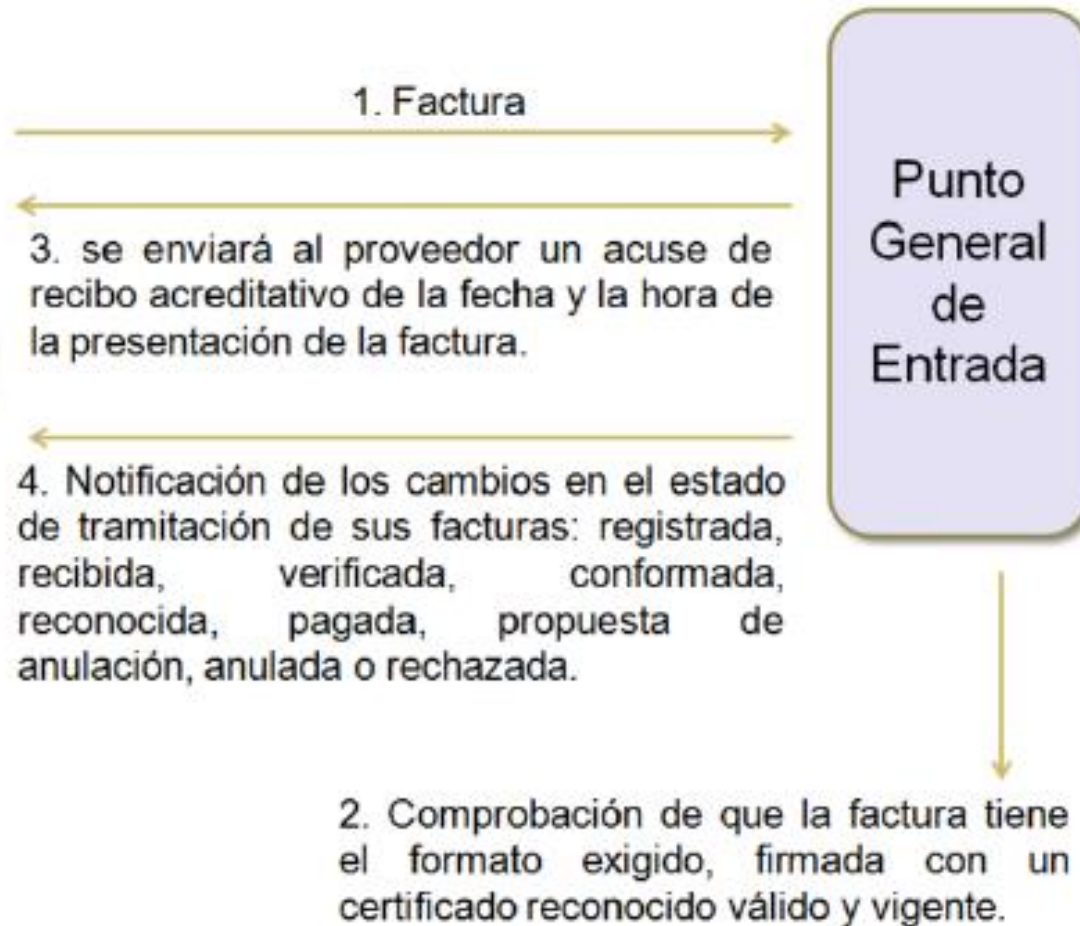 1. Factura
Punto
General
de
Entrada
3. se enviará al proveedor un acuse de
recibo acreditativo de la fecha y la hora de
la presentación de la factura.
4. Notificación de los cambios en el estado
de tramitación de sus facturas: registrada,
recibida, verificada, conformada,
reconocida, pagada, propuesta de
anulación, anulada o rechazada.
2. Comprobación de que la factura tiene
el formato exigido, firmada con un
certificado reconocido válido y vigente.